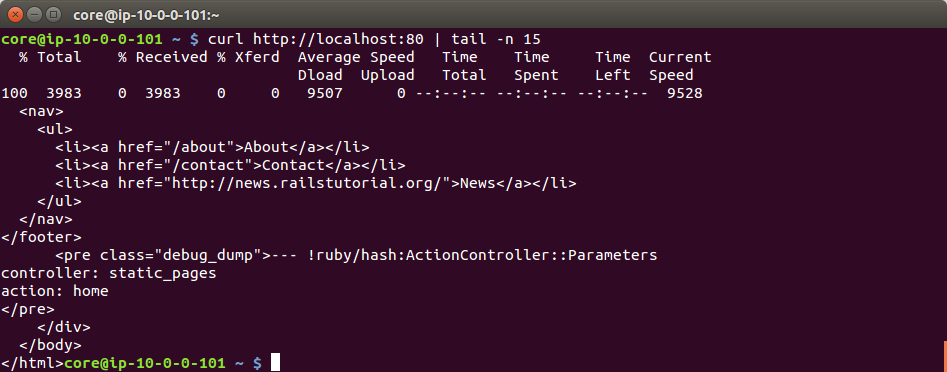 core@ip-10-0-0-101:~
core@ip-10-0-0-101 ~ $ curl http://localhost:80 | tail -n 15
  % Total    % Received % Xferd  Average Speed   Time    Time     Time  Current
                                 Dload  Upload   Total   Spent    Left  Speed
100  3983    0  3983    0     0   9507      0 --:--:-- --:--:-- --:--:--  9528
  <nav>
    <ul>
      <li><a href="/about">About</a></li>
      <li><a href="/contact">Contact</a></li>
      <li><a href="http://news.railstutorial.org/">News</a></li>
    </ul>
  </nav>
</footer>
      <pre class="debug_dump">--- !ruby/hash:ActionController::Parameters
controller: static_pages
action: home
</pre>
    </div>
  </body>
</html>core@ip-10-0-0-101 ~ $